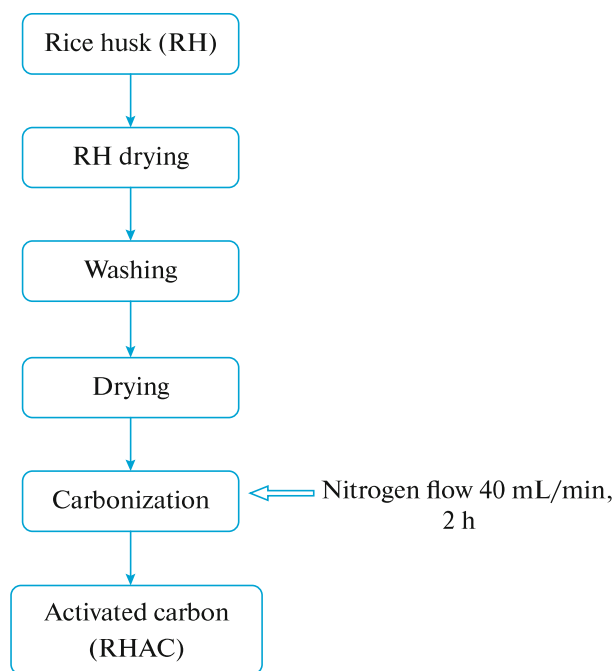 Rice husk (RH)
RH drying
Washing
Drying
Carbonization
Nitrogen flow 40 mL/min,
2 h
Activated carbon
(RHAC)